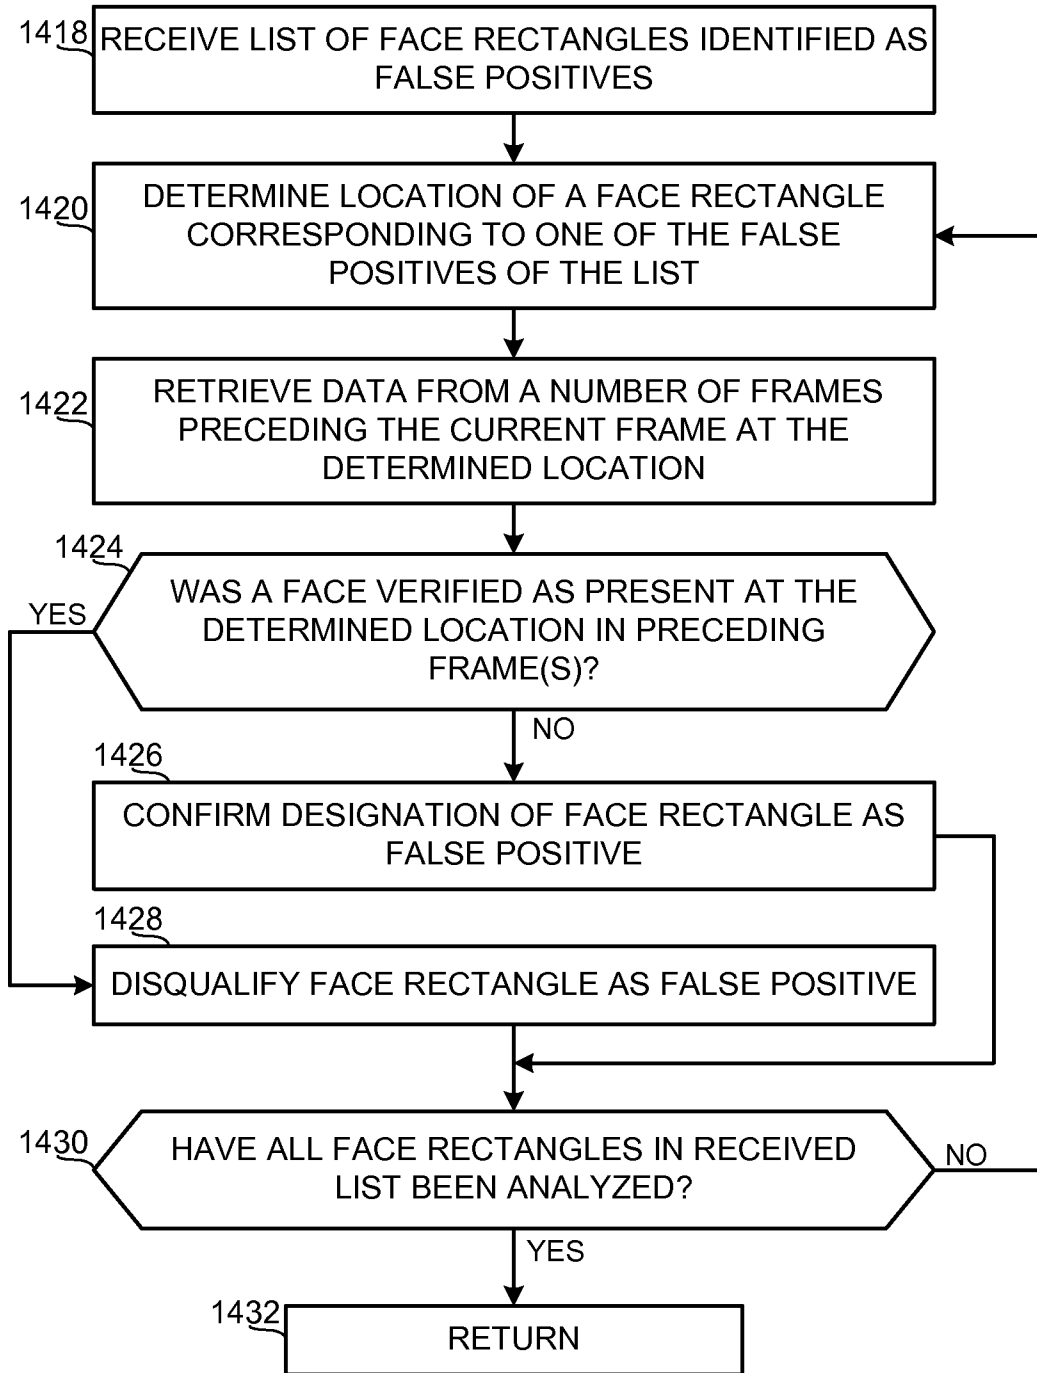 1418
RECEIVE LIST OF FACE RECTANGLES IDENTIFIED AS
FALSE POSITIVES
1420
DETERMINE LOCATION OF A FACE RECTANGLE
CORRESPONDING TO ONE OF THE FALSE
POSITIVES OF THE LIST
1422
RETRIEVE DATA FROM A NUMBER OF FRAMES
PRECEDING THE CURRENT FRAME AT THE
DETERMINED LOCATION
1424
YES
WAS A FACE VERIFIED AS PRESENT AT THE
DETERMINED LOCATION IN PRECEDING
FRAME(S)?
NO
1426
CONFIRM DESIGNATION OF FACE RECTANGLE AS
FALSE POSITIVE
1428
DISQUALIFY FACE RECTANGLE AS FALSE POSITIVE
1430
HAVE ALL FACE RECTANGLES IN RECEIVED
LIST BEEN ANALYZED?
NO
YES
1432
RETURN